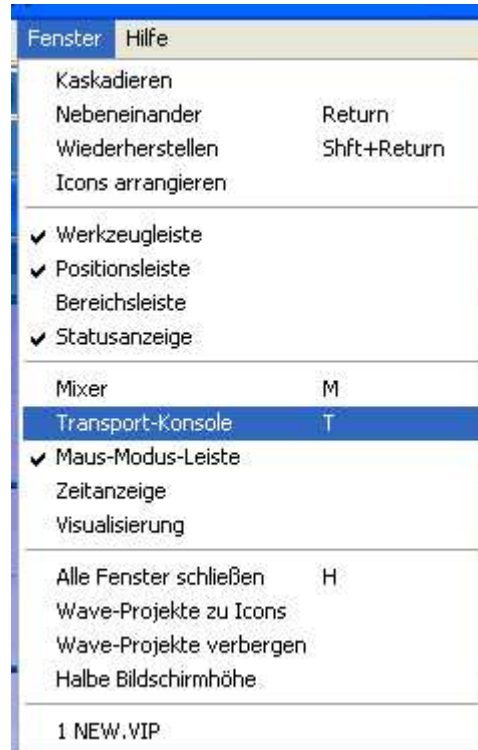 Fenster Hilfe
Kaskadieren
Nebeneinander Return
Wiederherstellen Shft+Return
Icons arrangieren
Werkzeugleiste
Positionsleiste
Bereichsleiste
Statusanzeige
Mixer M
Transport-Konsole T
Maus-Modus-Leiste
Zeitanzeige
Visualisierung
Alle Fenster schließen H
Wave-Projekte zu Icons
Wave-Projekte verbergen
Halbe Bildschirmhöhe
1 NEW.VIP